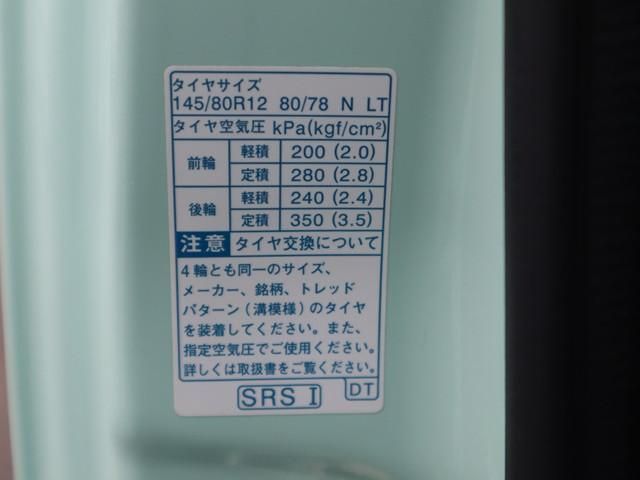 タイヤサイズ
145/80R12 80/78 N LT
タイヤ空気圧 kPa(kgf/cm²)
前輪 軽積 200 (2.0)
定積 280 (2.8)
後輪 軽積 240 (2.4)
定積 350 (3.5)
注意 タイヤ交換について
4輪とも同一のサイズ、
メーカー、銘柄、トレッド
パターン(溝模様)のタイヤ
を装着してください。また、
指定空気圧でご使用ください。
詳しくは取扱書をご覧ください。
SRS I DT